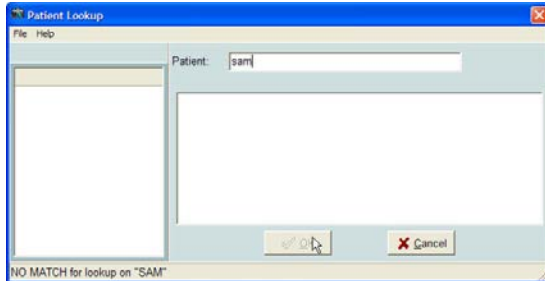 Patient Lookup
File Help
Patient: sam
Cancel
NO MATCH for lookup on "SAM"